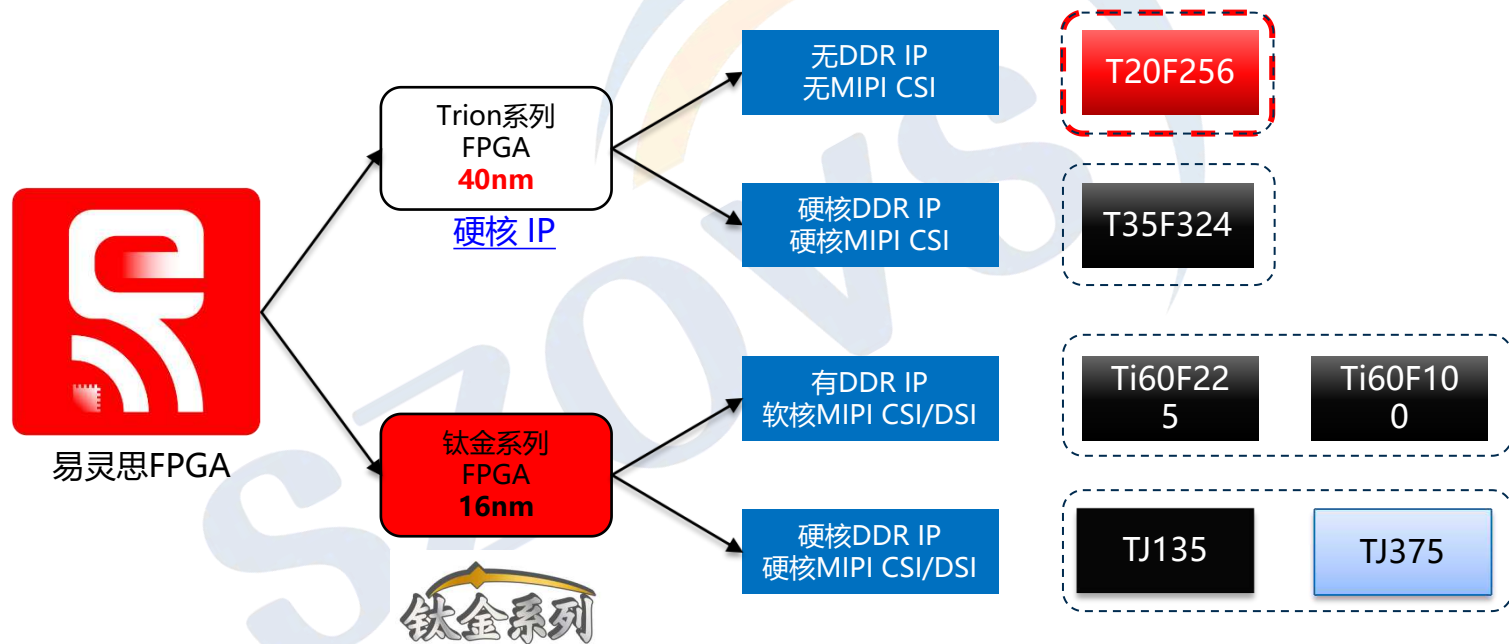 易灵思FPGA
Trion系列
FPGA
40nm
硬核 IP
钛金系列
FPGA
16nm
钛金系列
无DDR IP
无MIPI CSI
T20F256
硬核DDR IP
硬核MIPI CSI
T35F324
有DDR IP
软核MIPI CSI/DSI
Ti60F22
5
Ti60F10
0
硬核DDR IP
硬核MIPI CSI/DSI
TJ135
TJ375
szovs